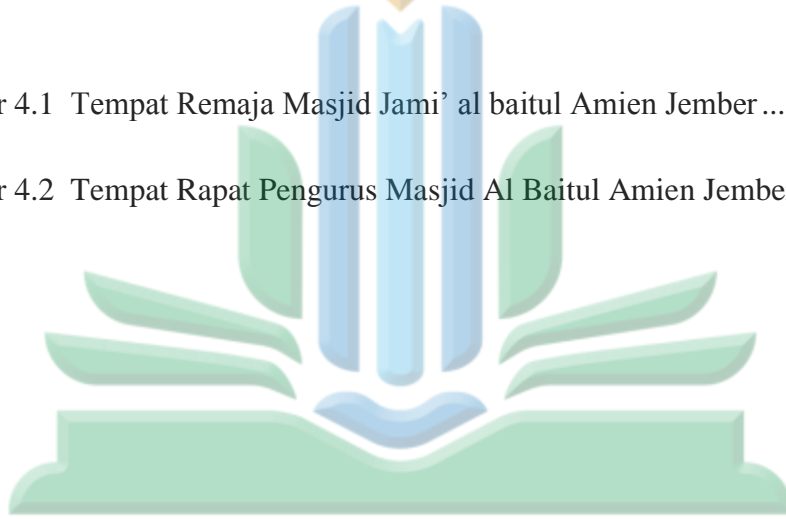 r 4.1 Tempat Remaja Masjid Jami’ al baitul Amien Jember ...
r 4.2 Tempat Rapat Pengurus Masjid Al Baitul Amien Jembe